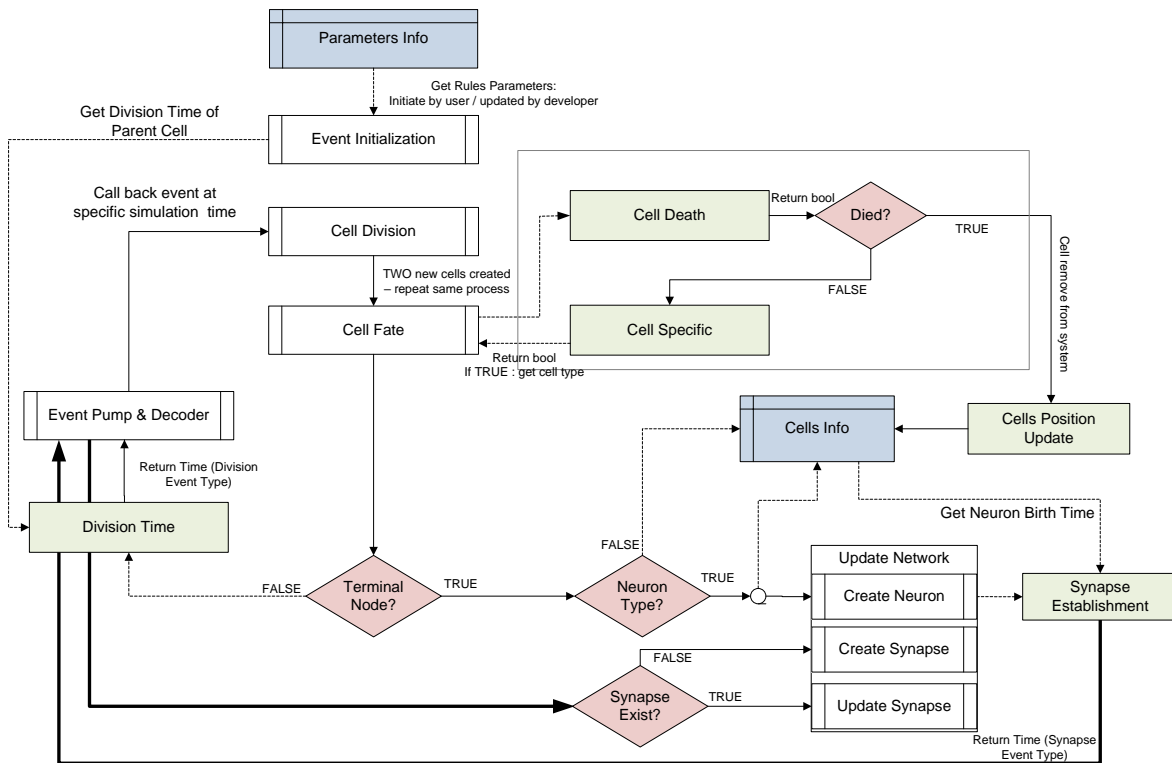 Parameters Info
Get Rules Parameters:
Initiate by user / updated by developer
Get Division Time of
Parent Cell
Event Initialization
Call back event at
specific simulation time
Cell Division
TWO new cells created
– repeat same process
Cell Fate
Cell Death
Return bool
Died?
TRUE
FALSE
Cell Specific
Return bool
If TRUE : get cell type
Cell remove from system
Event Pump & Decoder
Return Time (Division
Event Type)
Division Time
Cells Info
Cells Position
Update
Get Neuron Birth Time
FALSE
Terminal
Node?
TRUE
FALSE
Neuron
Type?
TRUE
Update Network
Create Neuron
Create Synapse
Update Synapse
Synapse
Establishment
FALSE
Synapse
Exist?
TRUE
Return Time (Synapse
Event Type)